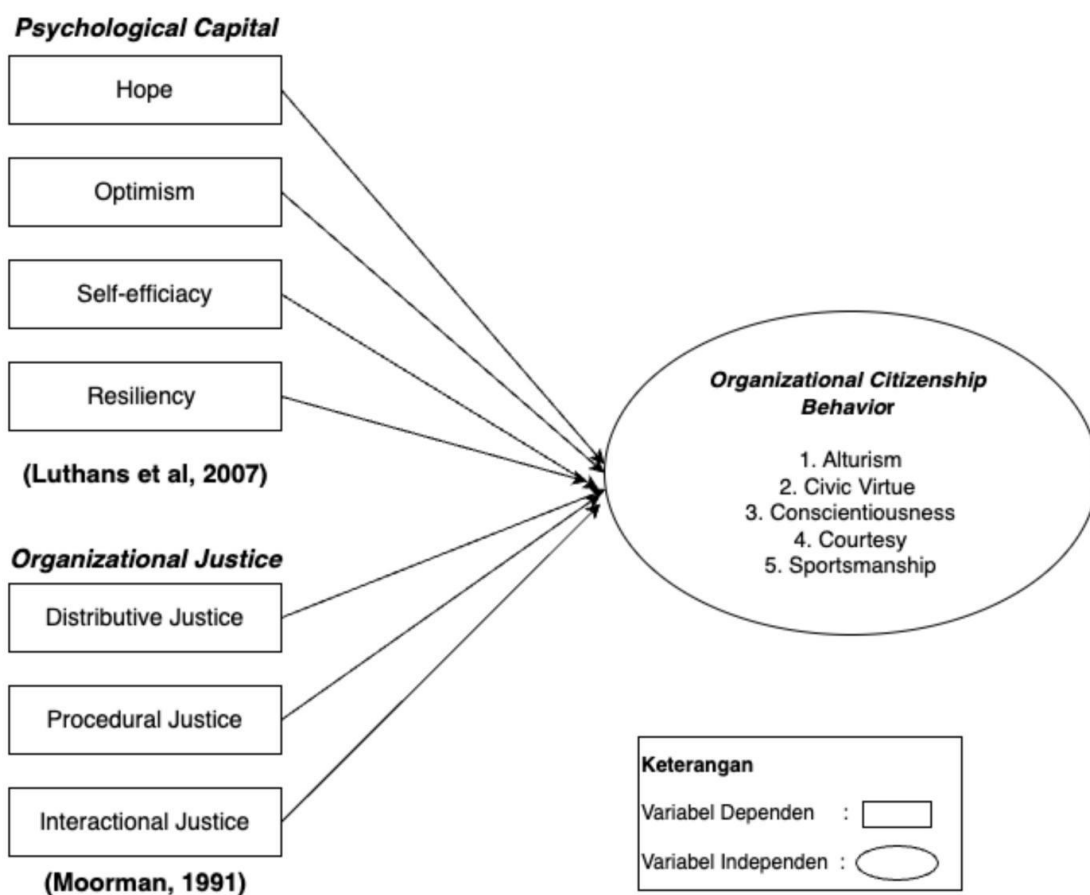 Psychological Capital
Hope
Optimism
Self-efficiacy
Resiliency
(Luthans et al, 2007)
Organizational Justice
Distributive Justice
Procedural Justice
Interactional Justice
(Moorman, 1991)
Organizational Citizenship
Behavior
1. Alturism
2. Civic Virtue
3. Conscientiousness
4. Courtesy
5. Sportsmanship
Keterangan
Variabel Dependen :
Variabel Independen :